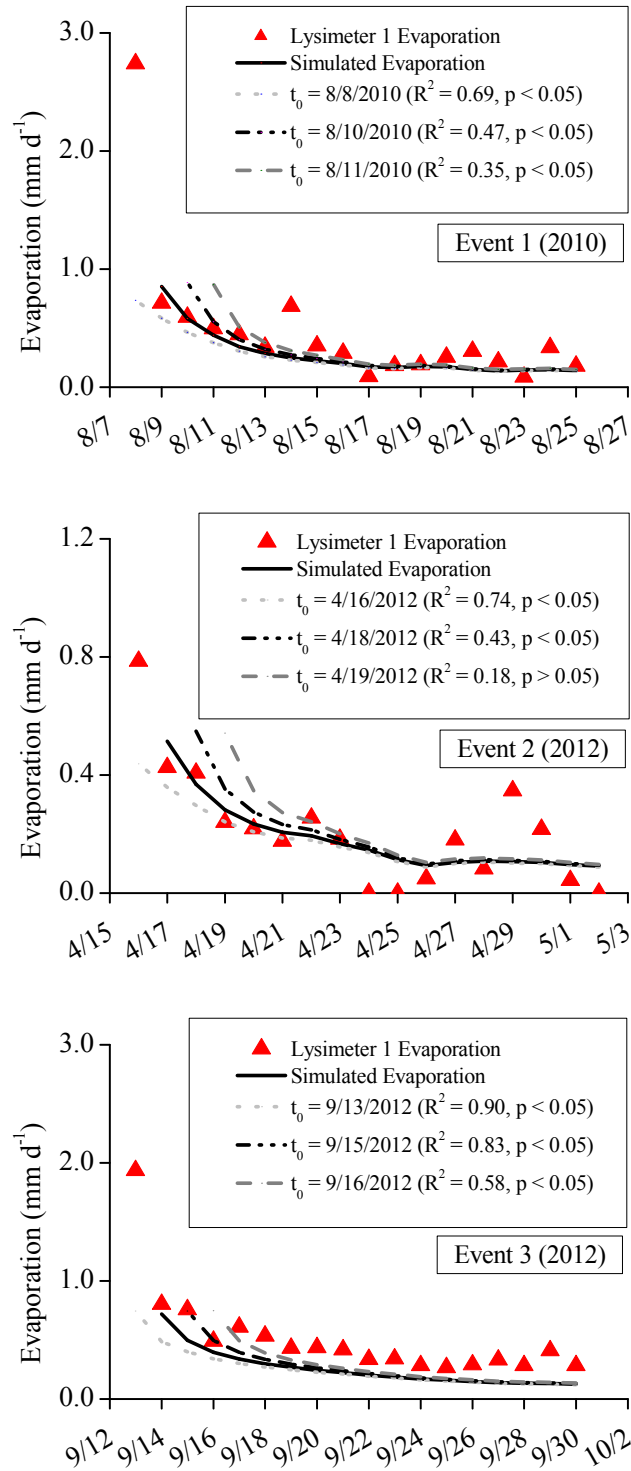 3.0
2.0
1.0
0.0
Evaporation (mm d⁻¹)
Lysimeter 1 Evaporation
Simulated Evaporation
t₀ = 8/8/2010 (R² = 0.69, p < 0.05)
t₀ = 8/10/2010 (R² = 0.47, p < 0.05)
t₀ = 8/11/2010 (R² = 0.35, p < 0.05)
Event 1 (2010)
8/7 8/9 8/11 8/13 8/15 8/17 8/19 8/21 8/23 8/25 8/27
1.2
0.8
0.4
0.0
Evaporation (mm d⁻¹)
Lysimeter 1 Evaporation
Simulated Evaporation
t₀ = 4/16/2012 (R² = 0.74, p < 0.05)
t₀ = 4/18/2012 (R² = 0.43, p < 0.05)
t₀ = 4/19/2012 (R² = 0.18, p > 0.05)
Event 2 (2012)
4/15 4/17 4/19 4/21 4/23 4/25 4/27 4/29 5/1 5/3
3.0
2.0
1.0
0.0
Evaporation (mm d⁻¹)
Lysimeter 1 Evaporation
Simulated Evaporation
t₀ = 9/13/2012 (R² = 0.90, p < 0.05)
t₀ = 9/15/2012 (R² = 0.83, p < 0.05)
t₀ = 9/16/2012 (R² = 0.58, p < 0.05)
Event 3 (2012)
9/12 9/14 9/16 9/18 9/20 9/22 9/24 9/26 9/28 9/30 10/2